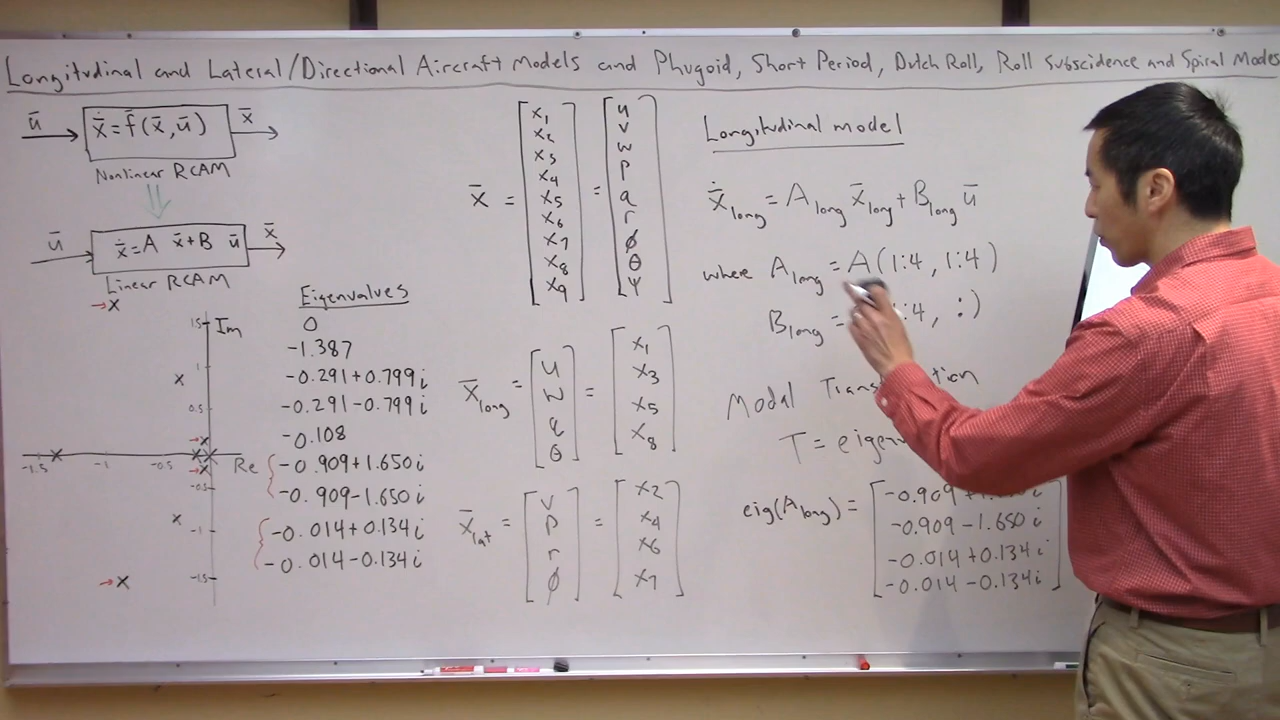 Longitudinal and Lateral/Directional Aircraft Models and Phugoid, Short Period, Dutch Roll, Roll Subscidence and Spiral Modes
ū
ẋ̄ = f̄(x̄,ū)
x̄
Nonlinear RCAM
ū
ẋ̄ = A x̄ + B ū
x̄
Linear RCAM
1.5 Im
1
0.5
-1.5 -1 -0.5 Re
-0.5
-1
-1.5
Eigenvalues
0
-1.387
-0.291+0.799i
-0.291-0.799i
-0.108
-0.909+1.650i
-0.909-1.650i
-0.014+0.134i
-0.014-0.134i
x̄ = [x1 = [u
x2 v
x3 w
x4 p
x5 q
x6 r
x7 ϕ
x8 θ
x9] ψ]
x̄long = [u = [x1
w x3
q x5
θ] x8]
x̄lat = [v = [x2
p x4
r x6
ϕ] x7]
Longitudinal model
ẋ̄long = Along x̄long + Blong ū
where Along = A(1:4, 1:4)
Blong = :4, :)
Modal
T =
eig(Along) = [-0.909 i
-0.909 - 1.650i
-0.014 + 0.134i
-0.014 - 0.134i]